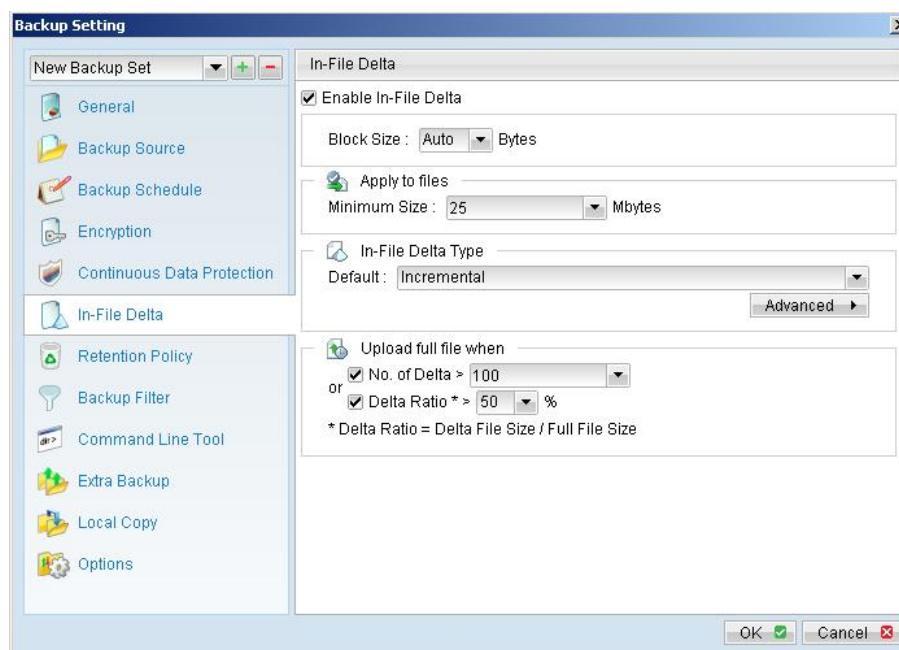 Backup Setting
New Backup Set
General
Backup Source
Backup Schedule
Encryption
Continuous Data Protection
In-File Delta
Retention Policy
Backup Filter
Command Line Tool
Extra Backup
Local Copy
Options
In-File Delta
Enable In-File Delta
Block Size : Auto Bytes
Apply to files
Minimum Size : 25 Mbytes
In-File Delta Type
Default : Incremental
Advanced
Upload full file when
No. of Delta > 100
or
Delta Ratio * > 50 %
* Delta Ratio = Delta File Size / Full File Size
OK Cancel